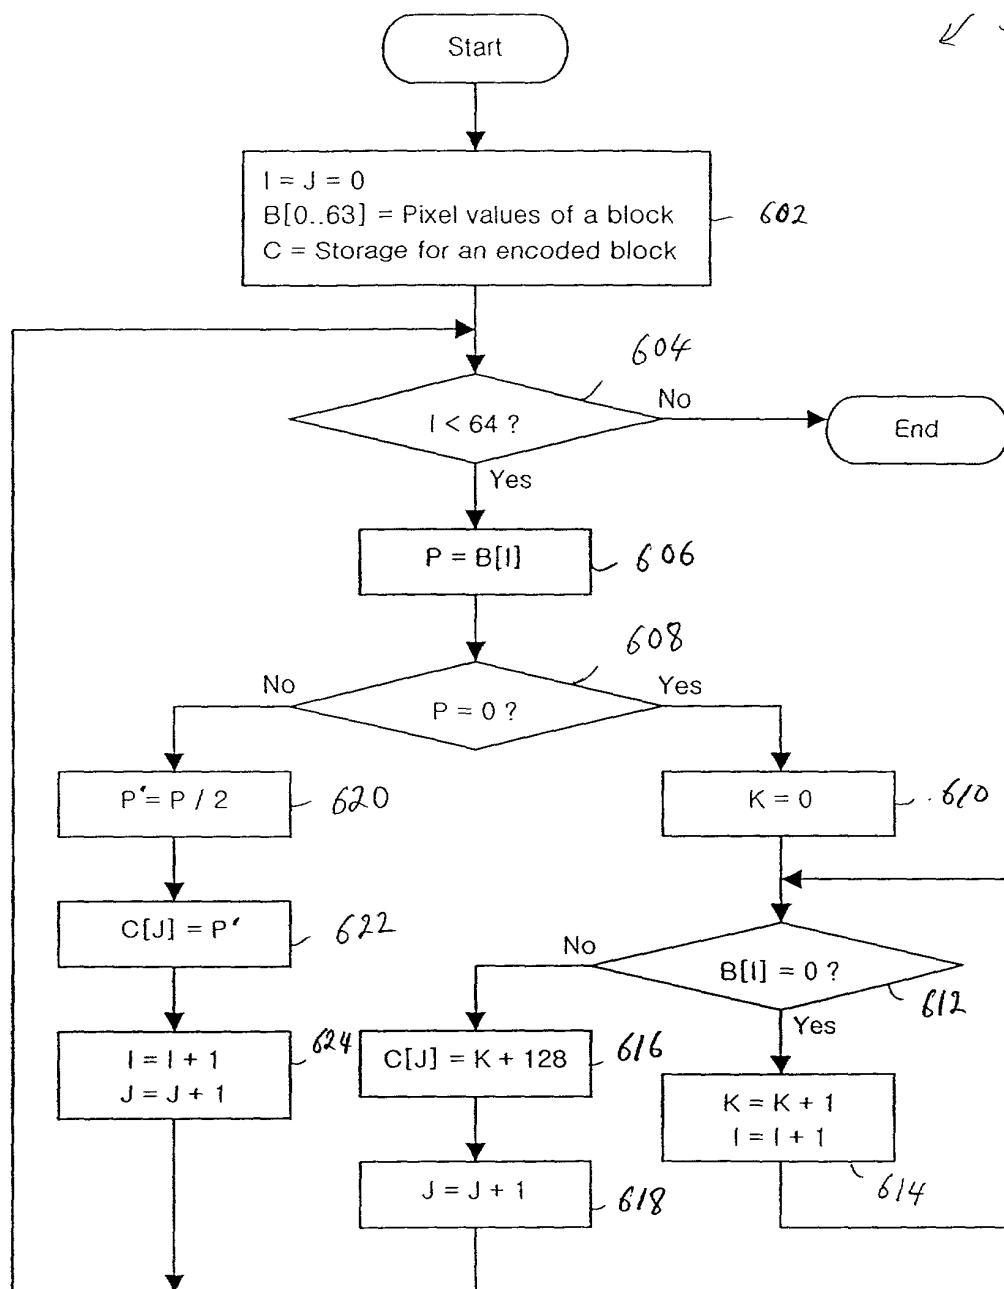 Start
I = J = 0
B[0..63] = Pixel values of a block
C = Storage for an encoded block
602
604
I < 64 ?
No
End
Yes
P = B[I]
606
608
No
P = 0 ?
Yes
P' = P / 2
620
K = 0
610
C[J] = P'
622
No
B[I] = 0 ?
612
Yes
I = I + 1
J = J + 1
624
C[J] = K + 128
616
K = K + 1
I = I + 1
614
J = J + 1
618